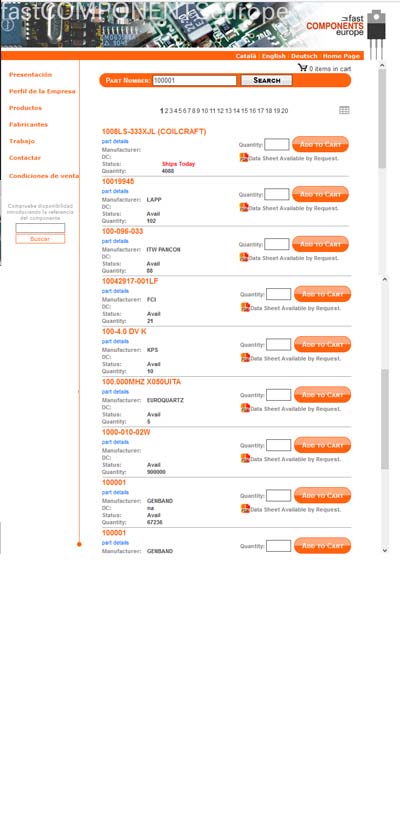 fastCOMPONENTS europe
fast
COMPONENTS
europe
Català | English | Deutsch | Home Page
0 items in cart
Presentación
Perfil de la Empresa
Productos
Fabricantes
Trabajo
Contactar
Condiciones de venta
Compruebe disponibilidad
introduciendo la referencia
del componente
Buscar
PART NUMBER: 100001 SEARCH
1 2 3 4 5 6 7 8 9 10 11 12 13 14 15 16 17 18 19 20
1008LS-333XJL (COILCRAFT)
part details
Manufacturer:
DC:
Status: Ships Today
Quantity: 4088
Quantity: ADD TO CART
Data Sheet Available by Request.
10019945
part details
Manufacturer: LAPP
DC:
Status: Avail
Quantity: 102
Quantity: ADD TO CART
Data Sheet Available by Request.
100-096-033
part details
Manufacturer: ITW PANCON
DC:
Status: Avail
Quantity: 88
Quantity: ADD TO CART
Data Sheet Available by Request.
10042917-001LF
part details
Manufacturer: FCI
DC:
Status: Avail
Quantity: 21
Quantity: ADD TO CART
Data Sheet Available by Request.
100-4.0 DV K
part details
Manufacturer: KPS
DC:
Status: Avail
Quantity: 10
Quantity: ADD TO CART
Data Sheet Available by Request.
100.000MHZ X050UITA
part details
Manufacturer: EUROQUARTZ
DC:
Status: Avail
Quantity: 5
Quantity: ADD TO CART
Data Sheet Available by Request.
1000-010-02W
part details
Manufacturer:
DC:
Status: Avail
Quantity: 900000
Quantity: ADD TO CART
Data Sheet Available by Request.
100001
part details
Manufacturer: GENBAND
DC: na
Status: Avail
Quantity: 67236
Quantity: ADD TO CART
Data Sheet Available by Request.
100001
part details
Manufacturer: GENBAND
Quantity: ADD TO CART